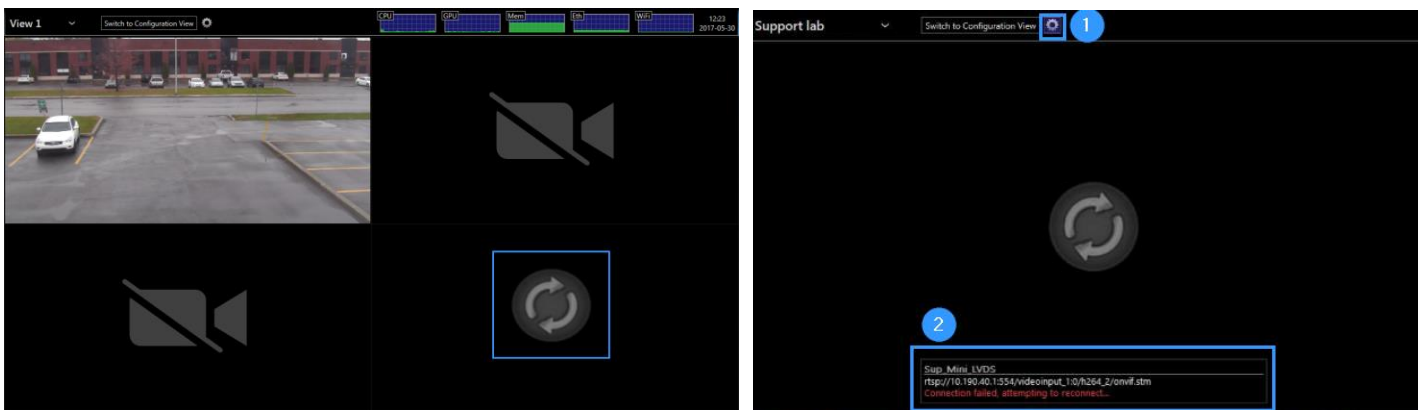 View 1
Switch to Configuration View
CPU
GPU
Mem
Eth
WiFi
12:23
2017-05-30
Support lab
Switch to Configuration View
1
2
Sup_Mini_LVDS
rtsp://10.190.40.1:554/videoinput_1:0/h264_2/onvif.stm
Connection failed, attempting to reconnect...